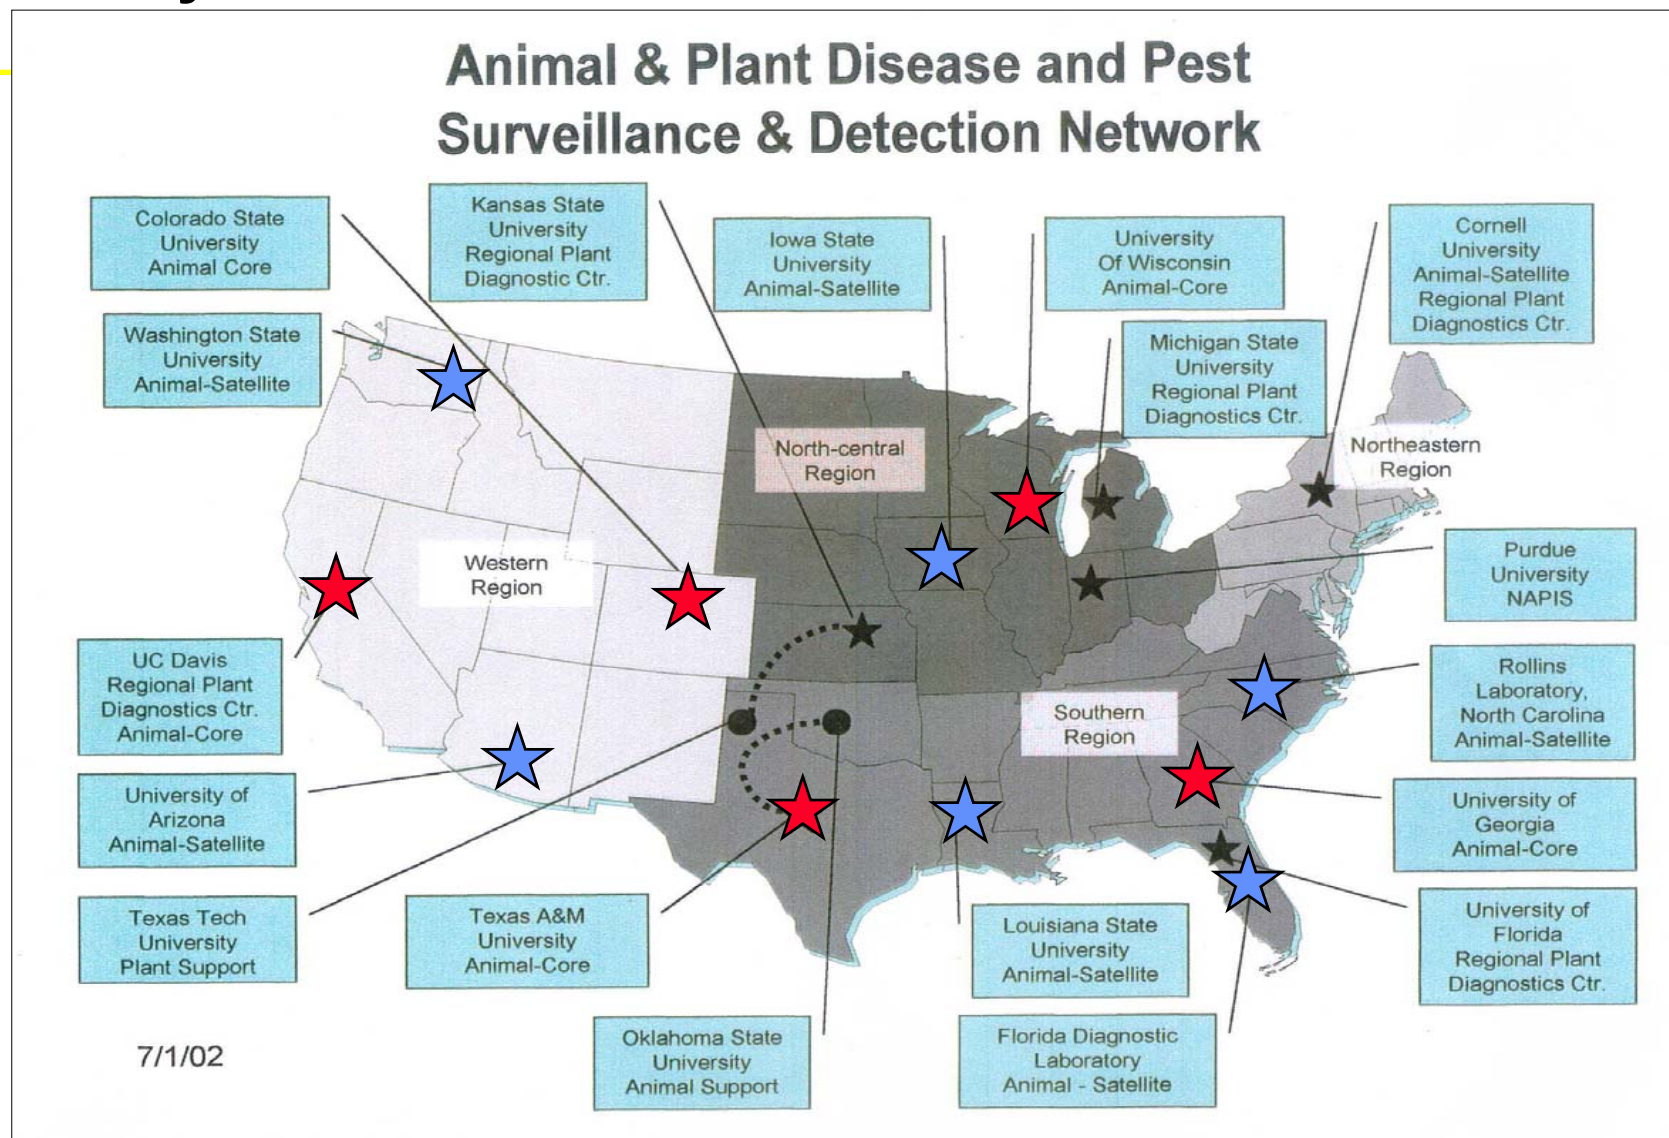 Animal & Plant Disease and Pest
Surveillance & Detection Network
Colorado State
University
Animal Core
Kansas State
University
Regional Plant
Diagnostic Ctr.
Iowa State
University
Animal-Satellite
University
Of Wisconsin
Animal-Core
Cornell
University
Animal-Satellite
Regional Plant
Diagnostics Ctr.
Washington State
University
Animal-Satellite
Michigan State
University
Regional Plant
Diagnostics Ctr.
North-central
Region
Northeastern
Region
Western
Region
Purdue
University
NAPIS
UC Davis
Regional Plant
Diagnostics Ctr.
Animal-Core
Southern
Region
Rollins
Laboratory,
North Carolina
Animal-Satellite
University of
Arizona
Animal-Satellite
University of
Georgia
Animal-Core
Texas Tech
University
Plant Support
Texas A&M
University
Animal-Core
Louisiana State
University
Animal-Satellite
University of
Florida
Regional Plant
Diagnostics Ctr.
7/1/02
Oklahoma State
University
Animal Support
Florida Diagnostic
Laboratory
Animal - Satellite